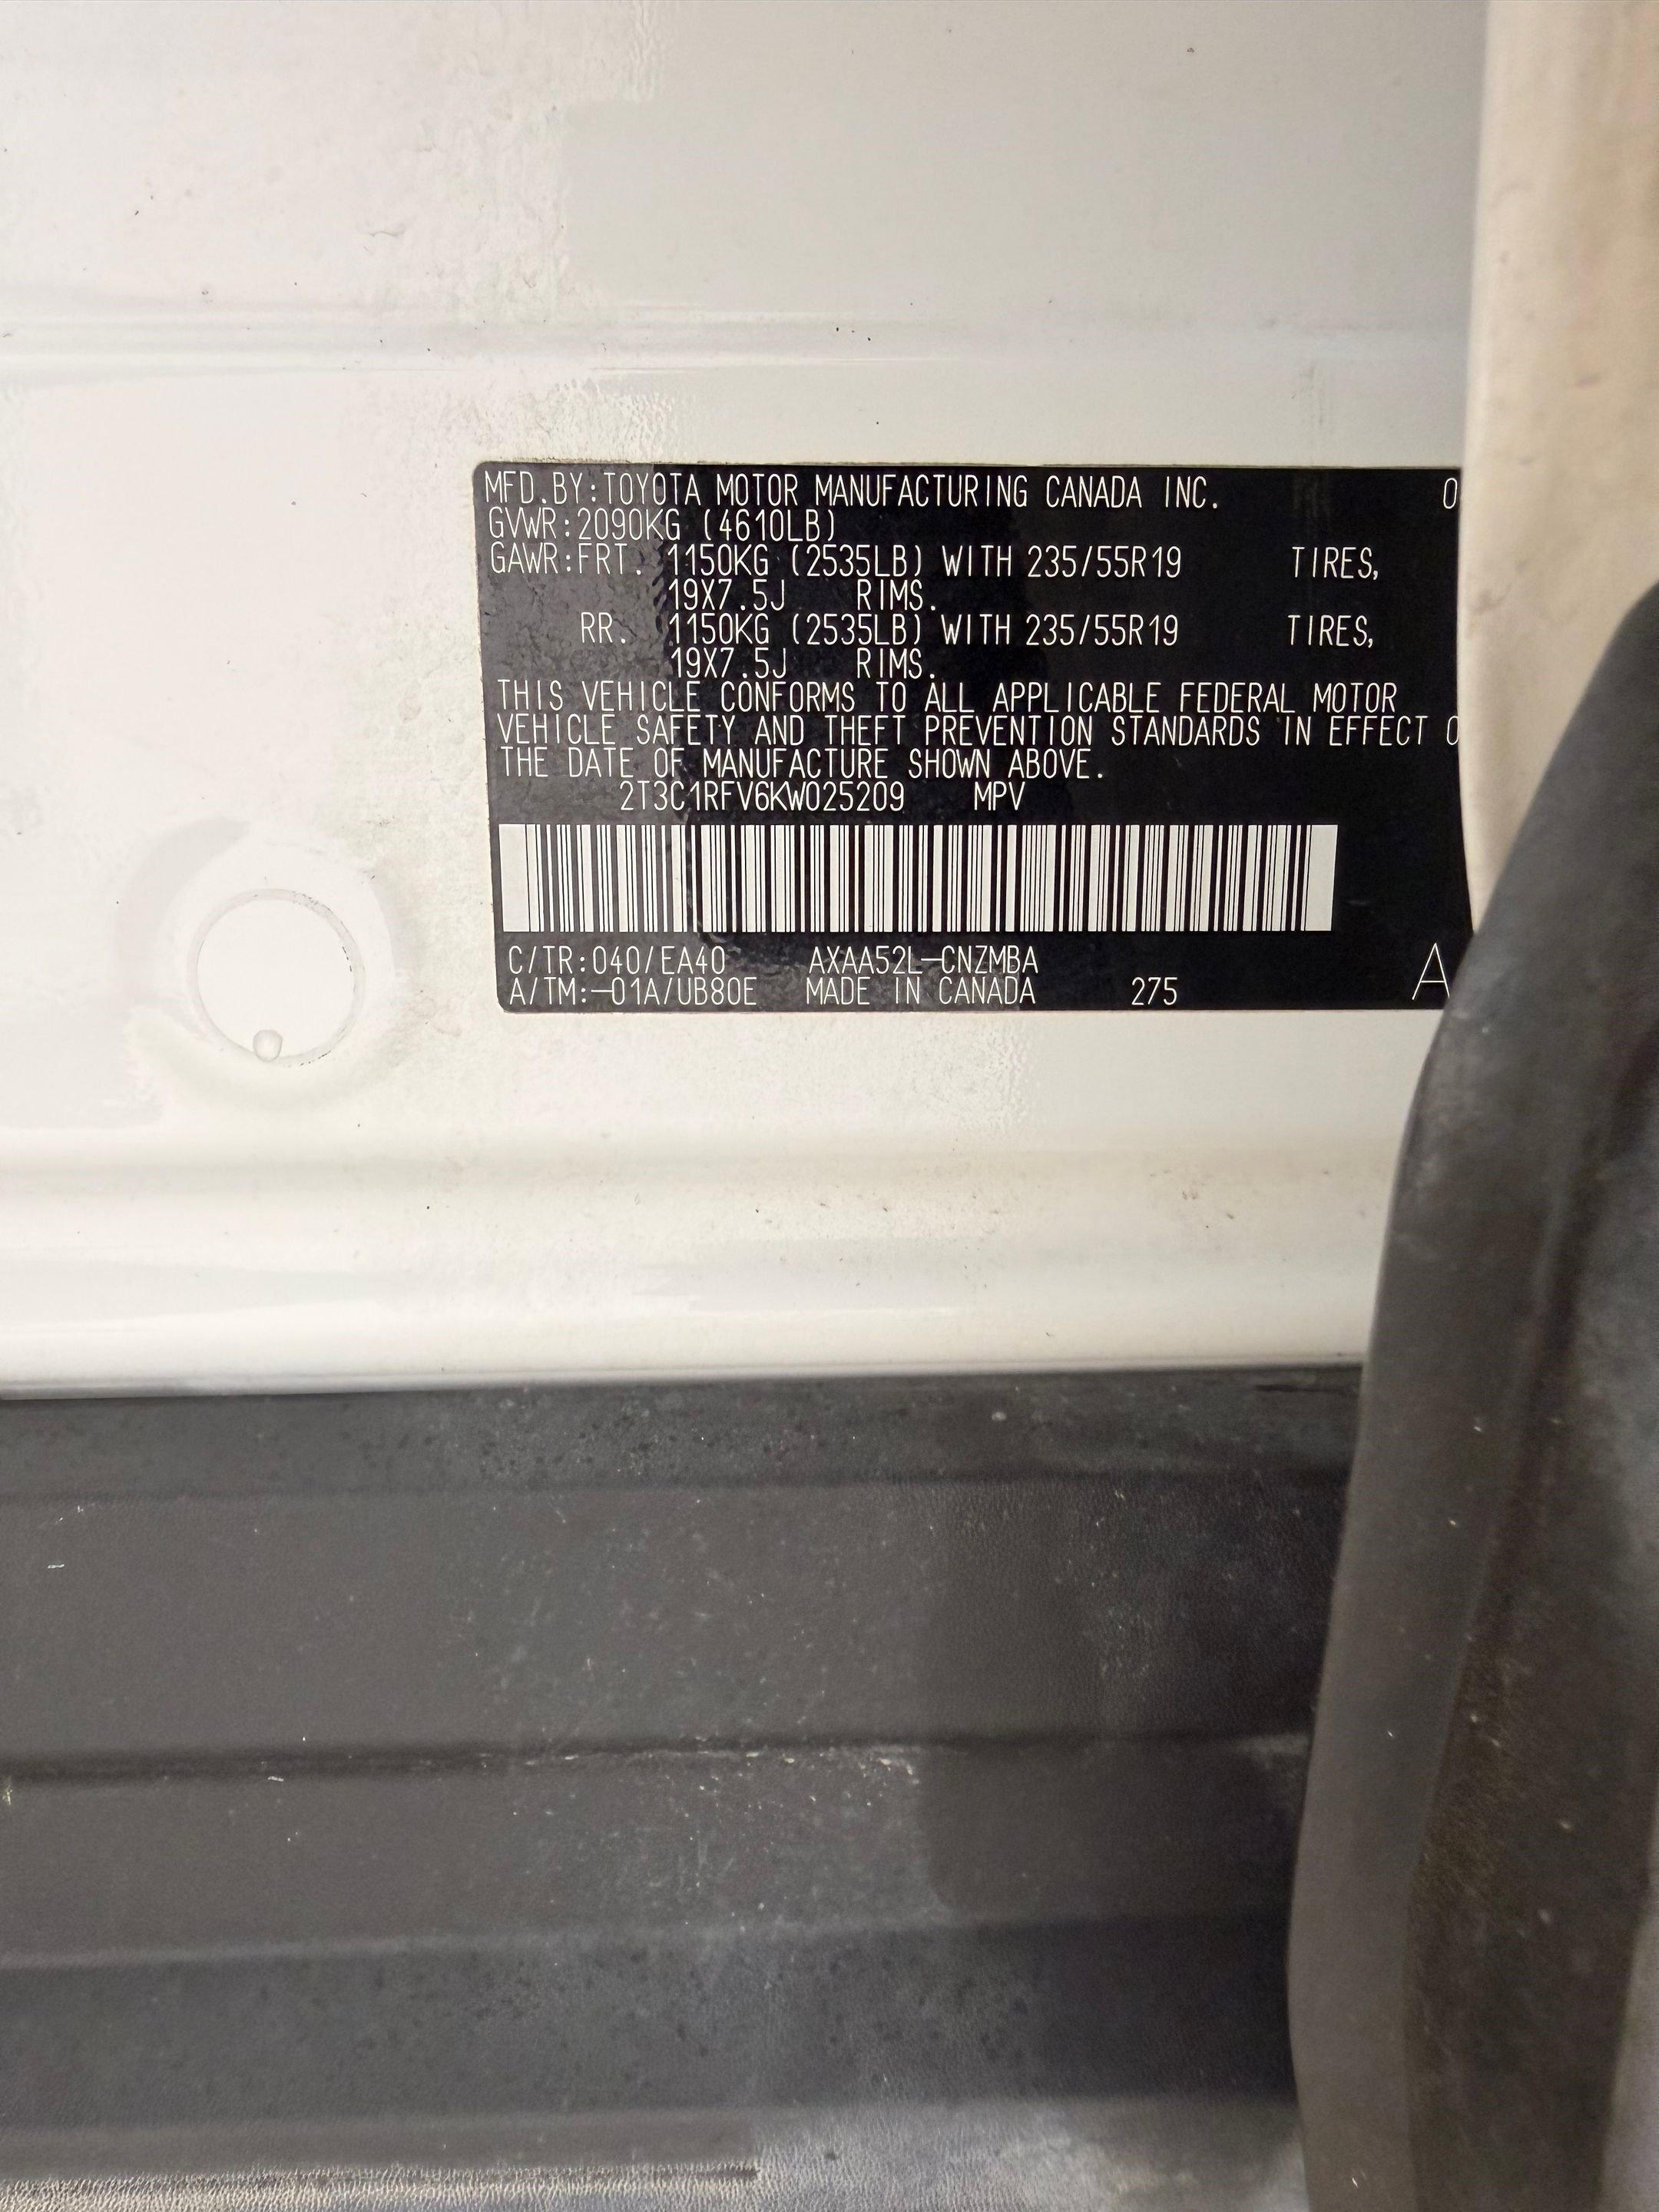 MFD.BY:TOYOTA MOTOR MANUFACTURING CANADA INC. 0
GVWR:2090KG (4610LB)
GAWR:FRT. 1150KG (2535LB) WITH 235/55R19 TIRES,
19X7.5J RIMS.
RR. 1150KG (2535LB) WITH 235/55R19 TIRES,
19X7.5J RIMS.
THIS VEHICLE CONFORMS TO ALL APPLICABLE FEDERAL MOTOR
VEHICLE SAFETY AND THEFT PREVENTION STANDARDS IN EFFECT O
THE DATE OF MANUFACTURE SHOWN ABOVE.
2T3C1RFV6KW025209 MPV
C/TR:040/EA40 AXAA52L-CNZMBA
A/TM:-01A/UB80E MADE IN CANADA 275 A